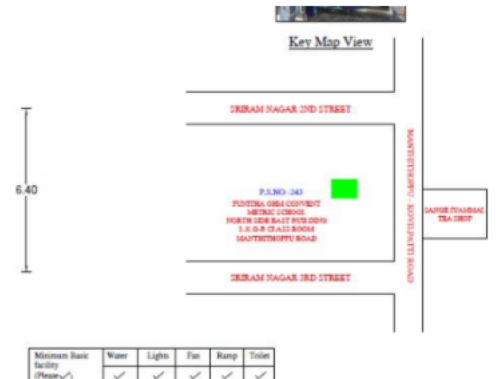 Key Map View
SRIRAM NAGAR 2ND STREET
MANTHITHOPPU - KOVILPATTI ROAD
6.40
P.S.NO -243
PUNITHA OHM CONVENT
METRIC SCHOOL
NORTH SIDE EAST BUILDING
L.K.G-B CLASS ROOM
MANTHITHOPPU ROAD
TEA SHOP
SRIRAM NAGAR 3RD STREET
Minimum Basic Water Lights Fan Ramp Toilet
facility
(Please